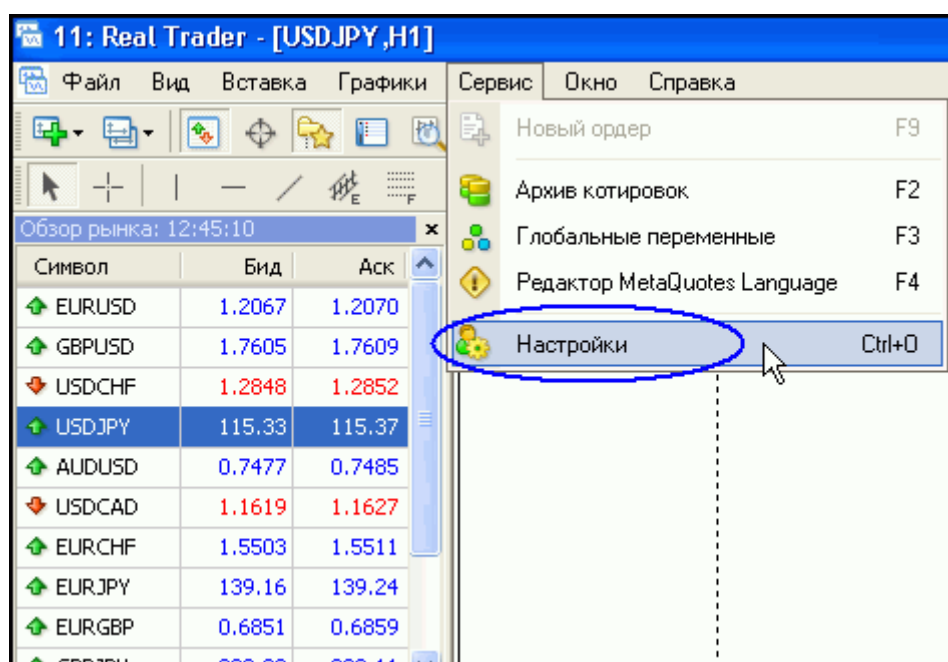 11: Real Trader - [USDJPY,H1]
Файл Вид Вставка Графики Сервис Окно Справка
Новый ордер F9
Архив котировок F2
Глобальные переменные F3
Редактор MetaQuotes Language F4
Настройки Ctrl+O
E F
Обзор рынка: 12:45:10
Символ Бид Аск
EURUSD 1.2067 1.2070
GBPUSD 1.7605 1.7609
USDCHF 1.2848 1.2852
USDJPY 115.33 115.37
AUDUSD 0.7477 0.7485
USDCAD 1.1619 1.1627
EURCHF 1.5503 1.5511
EURJPY 139.16 139.24
EURGBP 0.6851 0.6859